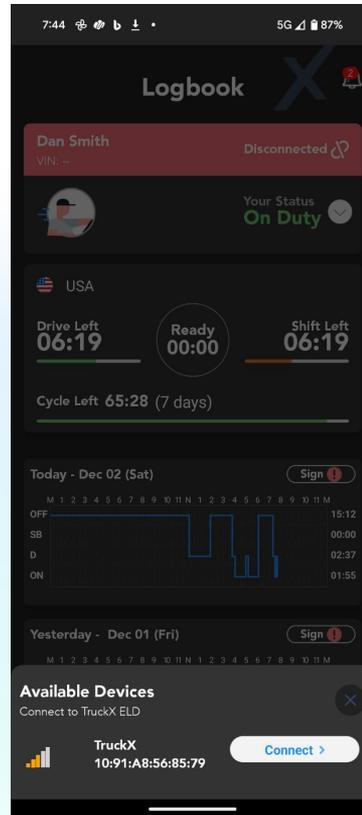 7:44
5G 87%
Logbook
2
Dan Smith
VIN: --
Disconnected
Your Status
On Duty
USA
Drive Left
06:19
Ready
00:00
Shift Left
06:19
Cycle Left 65:28 (7 days)
Today - Dec 02 (Sat)
Sign
M 1 2 3 4 5 6 7 8 9 10 11 N 1 2 3 4 5 6 7 8 9 10 11 M
OFF 15:12
SB 00:00
D 02:37
ON 01:55
Yesterday - Dec 01 (Fri)
Sign
M 1 2 3 4 5 6 7 8 9 10 11 N 1 2 3 4 5 6 7 8 9 10 11 M
Available Devices
Connect to TruckX ELD
TruckX
10:91:A8:56:85:79
Connect >